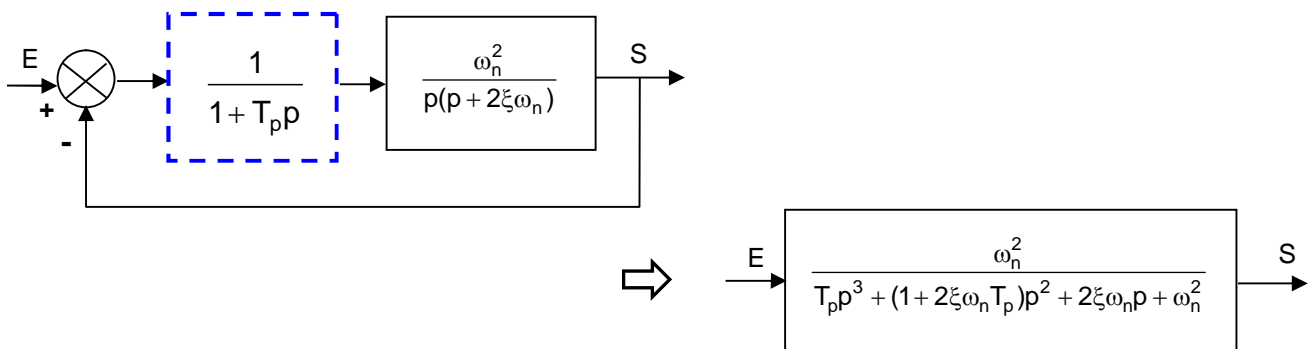 E
+
-
1
1 + T_p p
ω_n^2
p(p + 2ξω_n)
S
E
ω_n^2
T_p p^3 + (1 + 2ξω_n T_p)p^2 + 2ξω_n p + ω_n^2
S